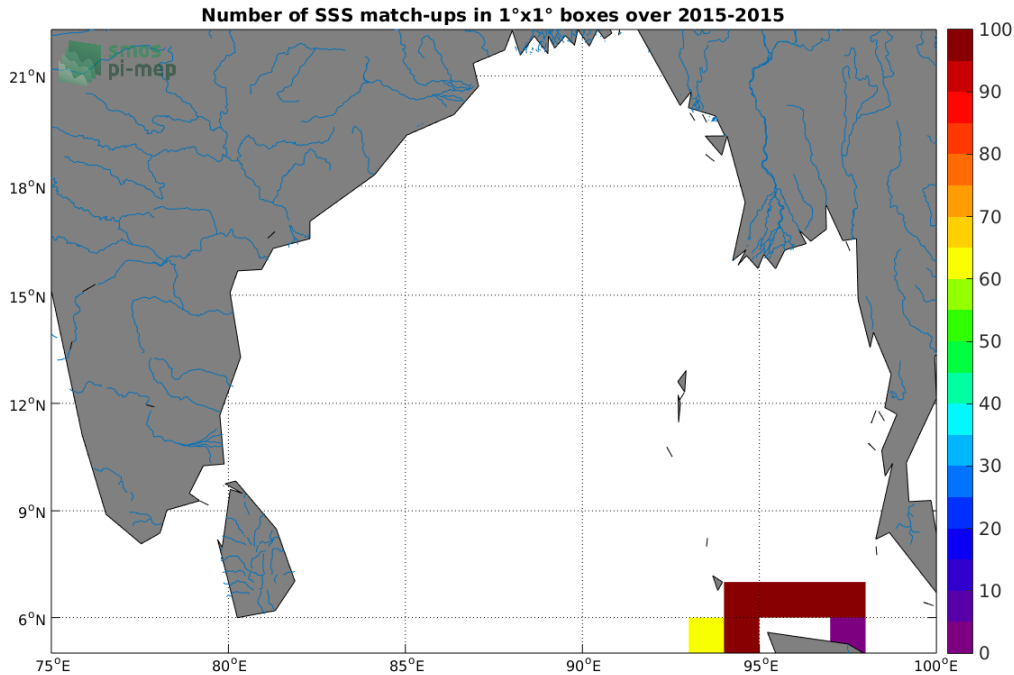 Number of SSS match-ups in 1°x1° boxes over 2015-2015
smos
pi-mep
21°N
18°N
15°N
12°N
9°N
6°N
75°E
80°E
85°E
90°E
95°E
100°E
100
90
80
70
60
50
40
30
20
10
0